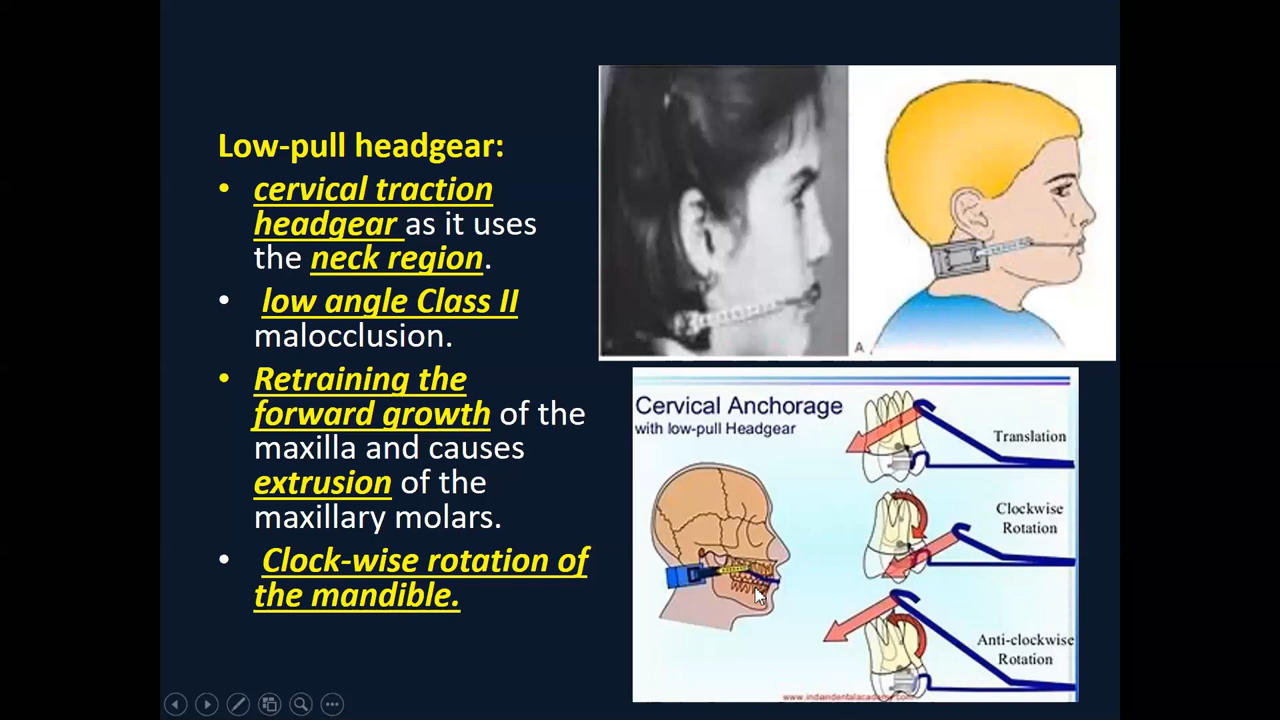 Low-pull headgear:
• cervical traction
headgear as it uses
the neck region.
• low angle Class II
malocclusion.
• Retraining the
forward growth of the
maxilla and causes
extrusion of the
maxillary molars.
• Clock-wise rotation of
the mandible.
A
Cervical Anchorage
with low-pull Headgear
Translation
Clockwise
Rotation
Anti-clockwise
Rotation
www.indiandentalacademy.com